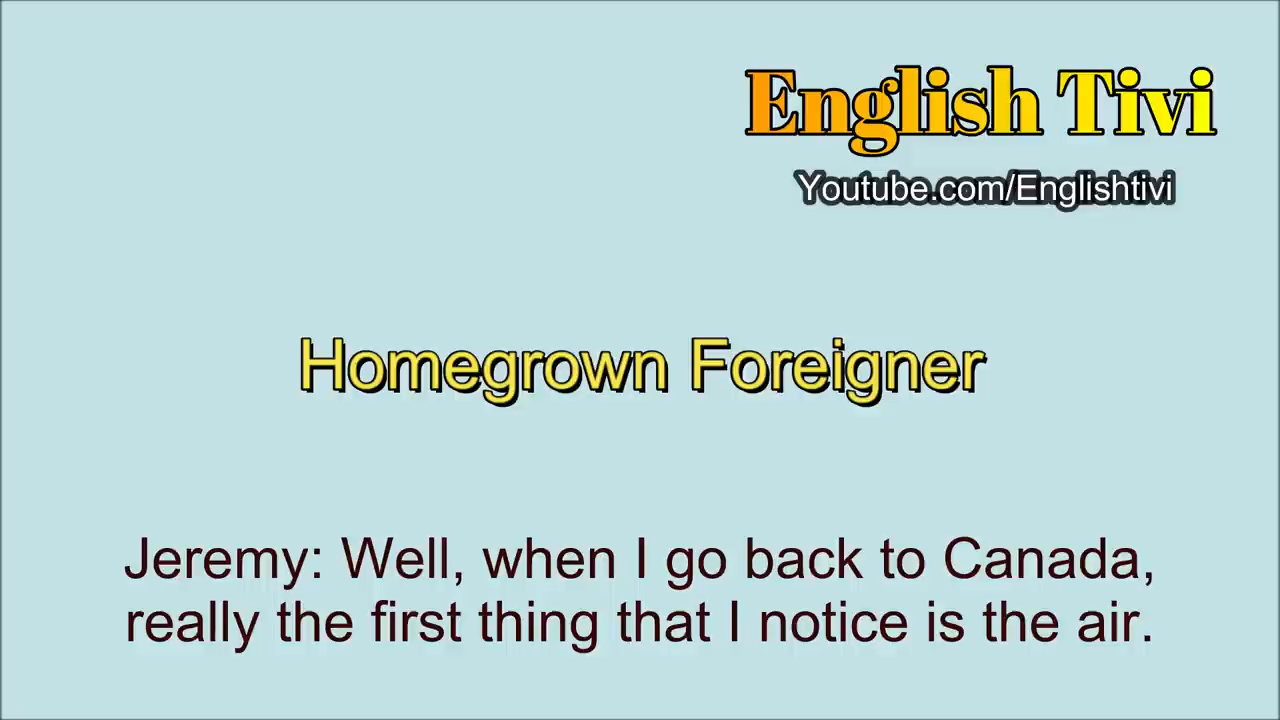 English Tivi
Youtube.com/Englishtivi
Homegrown Foreigner
Jeremy: Well, when I go back to Canada,
really the first thing that I notice is the air.